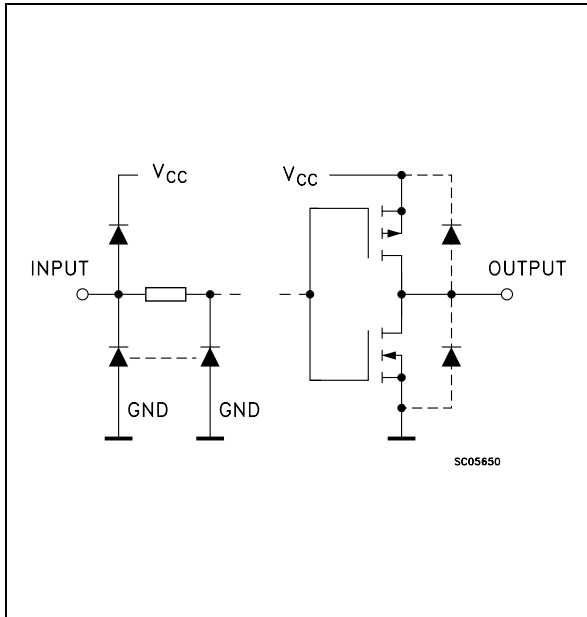 VCC
VCC
INPUT
OUTPUT
GND
GND
SC05650